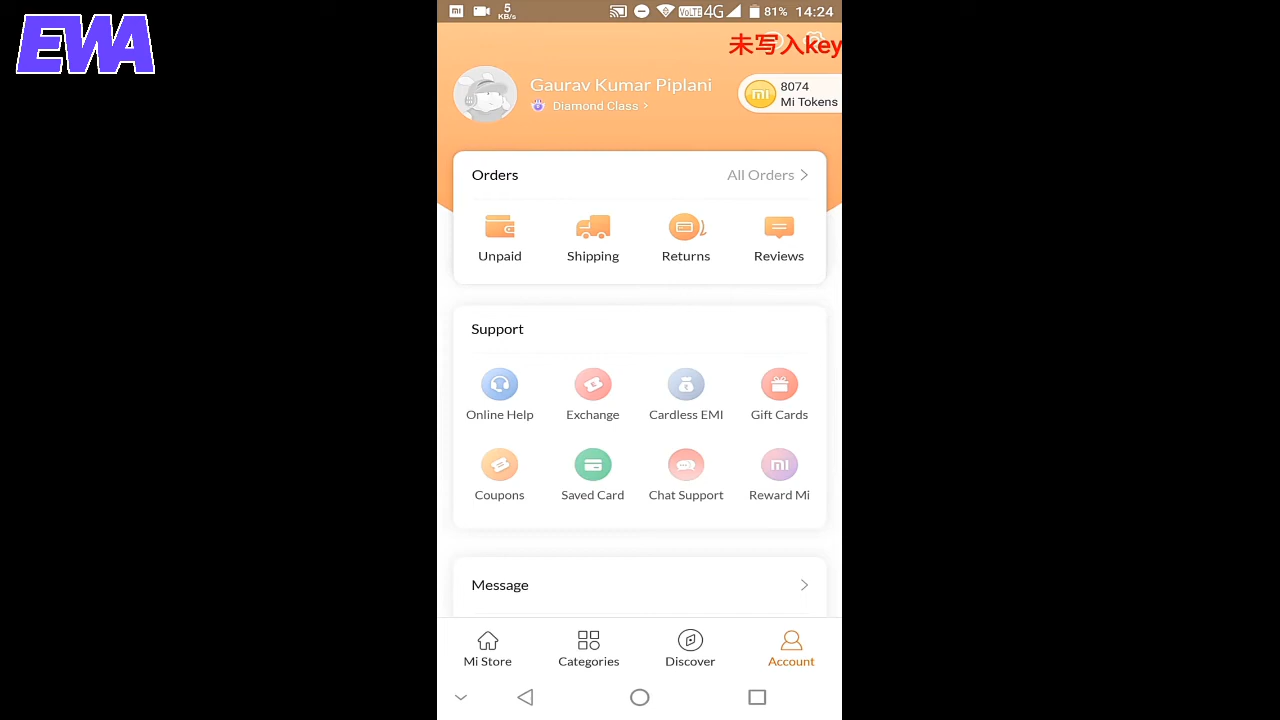 EWA
5
KB/s
VoLTE 4G 81% 14:24
未写入key
Gaurav Kumar Piplani
Diamond Class >
8074
Mi Tokens
Orders
All Orders >
Unpaid Shipping Returns Reviews
Support
Online Help Exchange Cardless EMI Gift Cards
Coupons Saved Card Chat Support Reward Mi
Message >
Mi Store Categories Discover Account